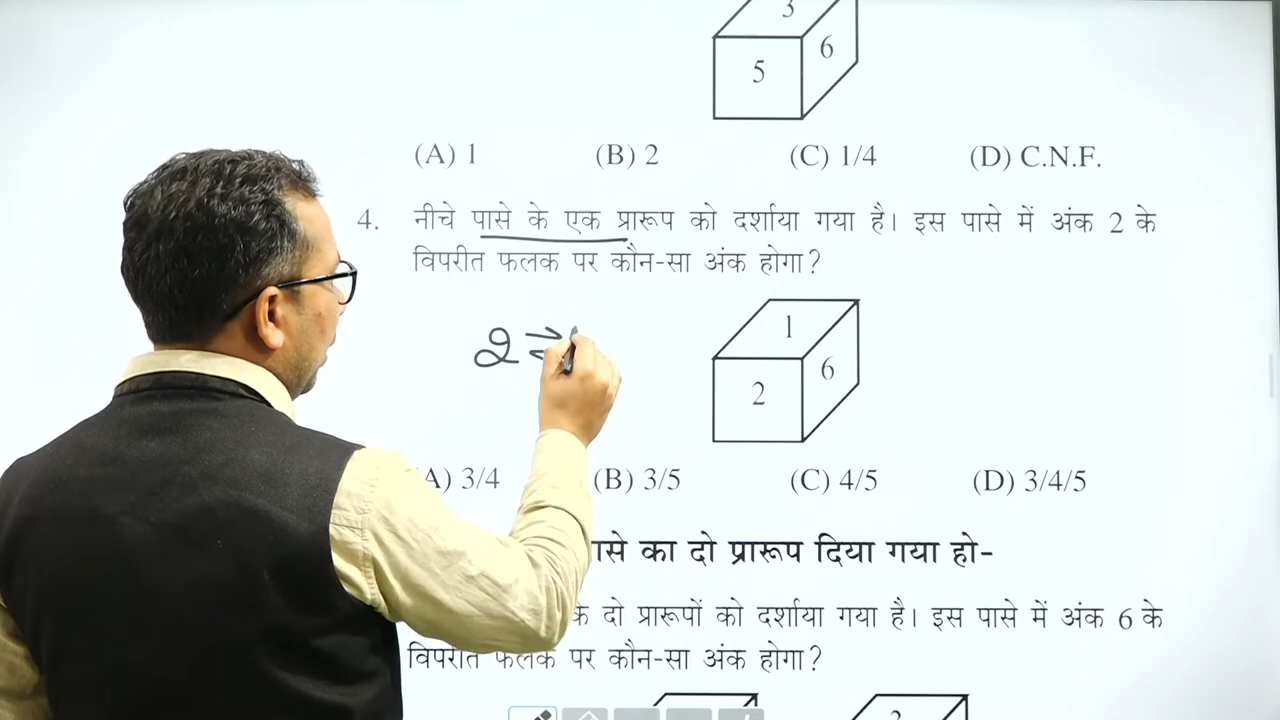 3
5
6
(A) 1 (B) 2 (C) 1/4 (D) C.N.F.
4. नीचे पासे के एक प्रारूप को दर्शाया गया है। इस पासे में अंक 2 के
विपरीत फलक पर कौन-सा अंक होगा?
2 ⇌
1
2
6
A) 3/4 (B) 3/5 (C) 4/5 (D) 3/4/5
का दो प्रारूप दिया गया हो-
के दो प्रारूपों को दर्शाया गया है। इस पासे में अंक 6 के
विपरीत फलक पर कौन-सा अंक होगा?